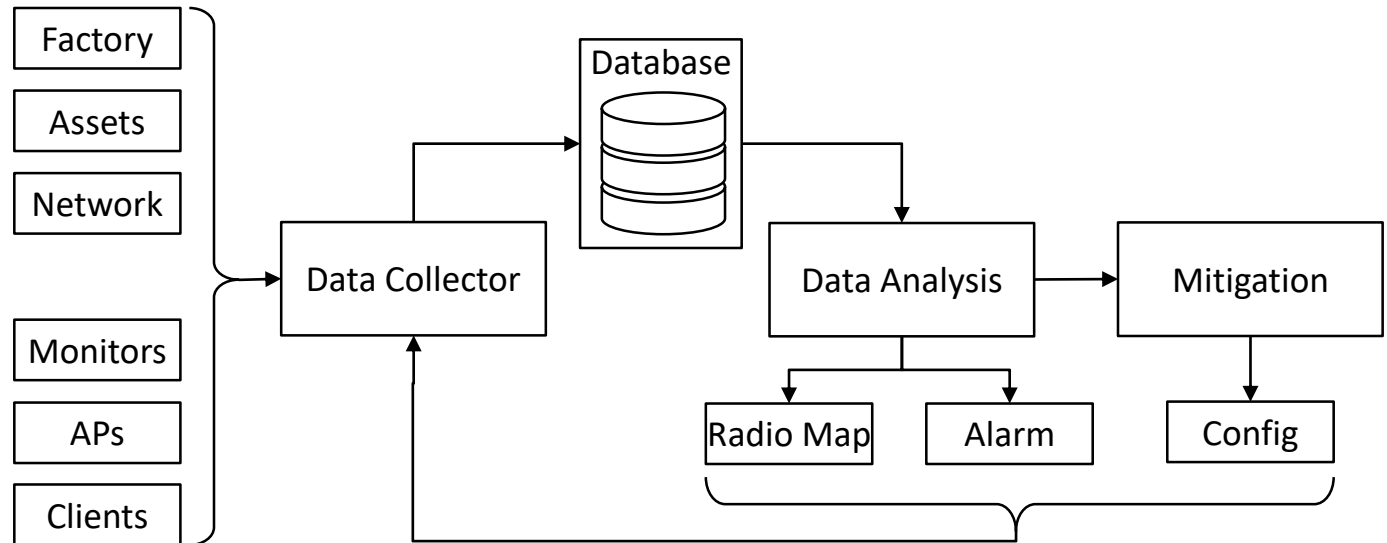 Factory
Assets
Network
Monitors
APs
Clients
Data Collector
Database
Data Analysis
Mitigation
Radio Map
Alarm
Config